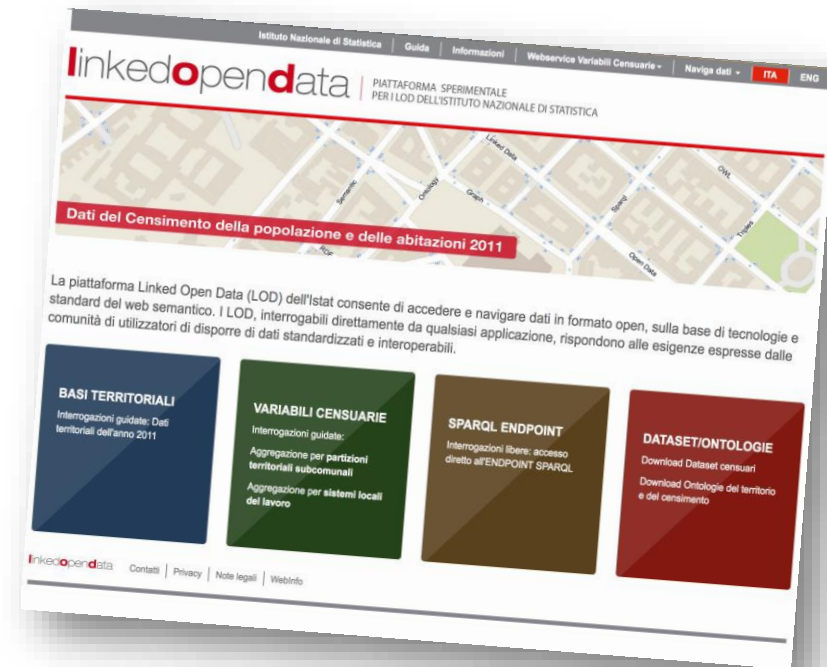 Istituto Nazionale di Statistica | Guida | Informazioni | Webservice Variabili Censuarie | Naviga dati | ITA ENG
linkedopendata | PIATTAFORMA SPERIMENTALE
PER I LOD DELL'ISTITUTO NAZIONALE DI STATISTICA
Linked Data
OWL
Semantic
Ontology
Graph
Sparql
Triples
Dati del Censimento della popolazione e delle abitazioni 2011
RDF
Open Data
La piattaforma Linked Open Data (LOD) dell'Istat consente di accedere e navigare dati in formato open, sulla base di tecnologie e
standard del web semantico. I LOD, interrogabili direttamente da qualsiasi applicazione, rispondono alle esigenze espresse dalle
comunità di utilizzatori di disporre di dati standardizzati e interoperabili.
BASI TERRITORIALI
Interrogazioni guidate: Dati
territoriali dell'anno 2011
VARIABILI CENSUARIE
Interrogazioni guidate:
Aggregazione per partizioni
territoriali subcomunali
Aggregazione per sistemi locali
del lavoro
SPARQL ENDPOINT
Interrogazioni libere: accesso
diretto all'ENDPOINT SPARQL
DATASET/ONTOLOGIE
Download Dataset censuari
Download Ontologie del territorio
e del censimento
linkedopendata Contatti | Privacy | Note legali | WebInfo